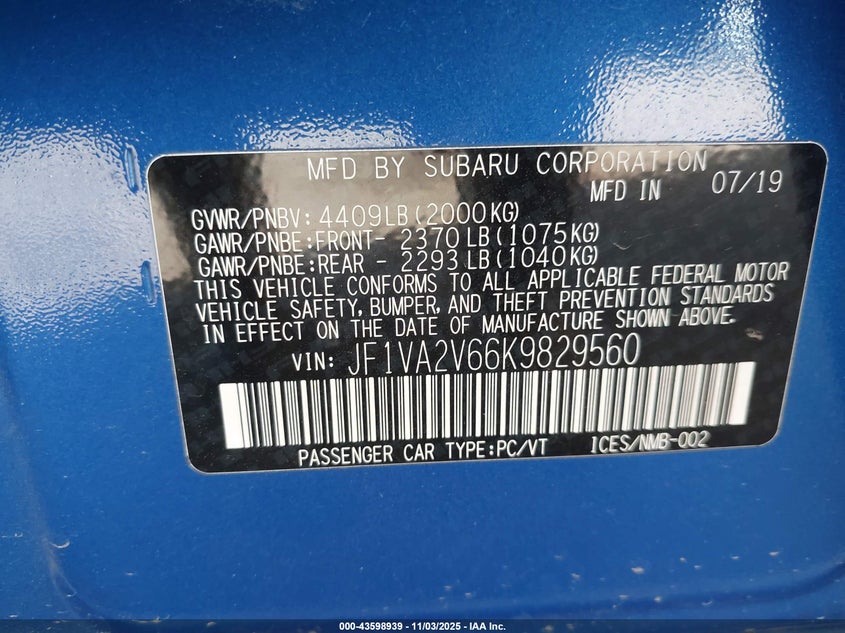 MFD BY SUBARU CORPORATION
MFD IN 07/19
GVWR/PNBV: 4409LB(2000KG)
GAWR/PNBE:FRONT- 2370LB(1075KG)
GAWR/PNBE:REAR - 2293LB(1040KG)
THIS VEHICLE CONFORMS TO ALL APPLICABLE FEDERAL MOTOR
VEHICLE SAFETY, BUMPER, AND THEFT PREVENTION STANDARDS
IN EFFECT ON THE DATE OF MANUFACTURE SHOWN ABOVE.
VIN: JF1VA2V66K9829560
PASSENGER CAR TYPE:PC/VT ICES/NMB-002
000-43598939 - 11/03/2025 - IAA Inc.